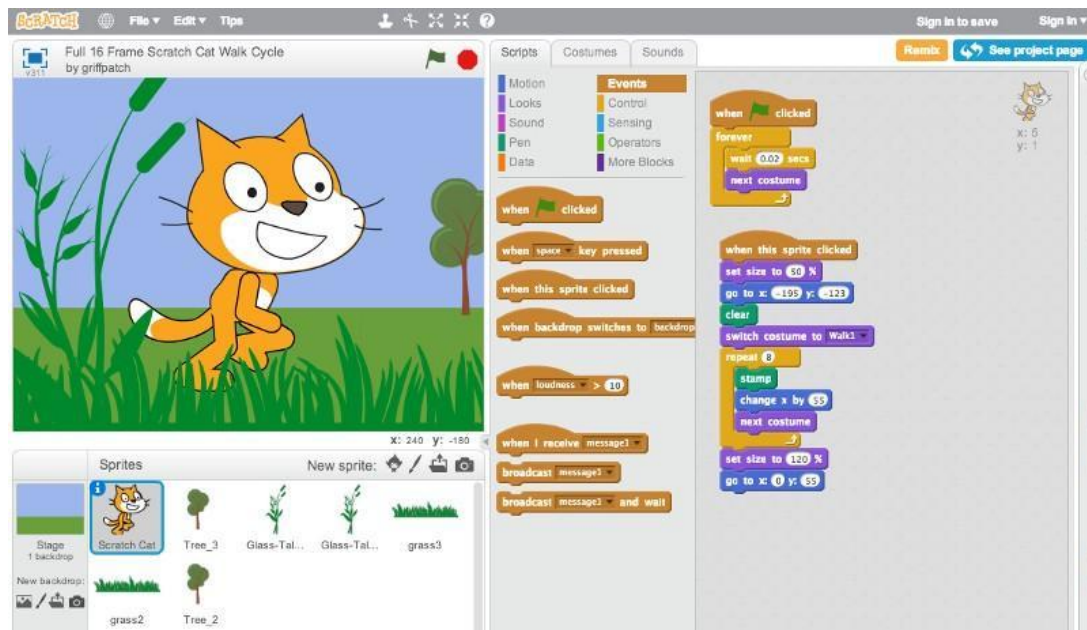 SCRATCH File Edit Tips Sign in to save Sign in
v311
Full 16 Frame Scratch Cat Walk Cycle
by griffpatch
Scripts Costumes Sounds
Remix See project page
Motion Events
Looks Control
Sound Sensing
Pen Operators
Data More Blocks
when clicked
when space key pressed
when this sprite clicked
when backdrop switches to backdrop
when loudness > 10
when I receive message1
broadcast message1
broadcast message1 and wait
when clicked
forever
wait 0.02 secs
next costume
when this sprite clicked
set size to 50 %
go to x: -195 y: -123
clear
switch costume to Walk1
repeat 8
stamp
change x by 55
next costume
set size to 120 %
go to x: 0 y: 55
x: 5
y: 1
x: 240 y: -180
Sprites New sprite:
Stage
1 backdrop
New backdrop:
Scratch Cat Tree_3 Glass-Tal... Glass-Tal... grass3
grass2 Tree_2